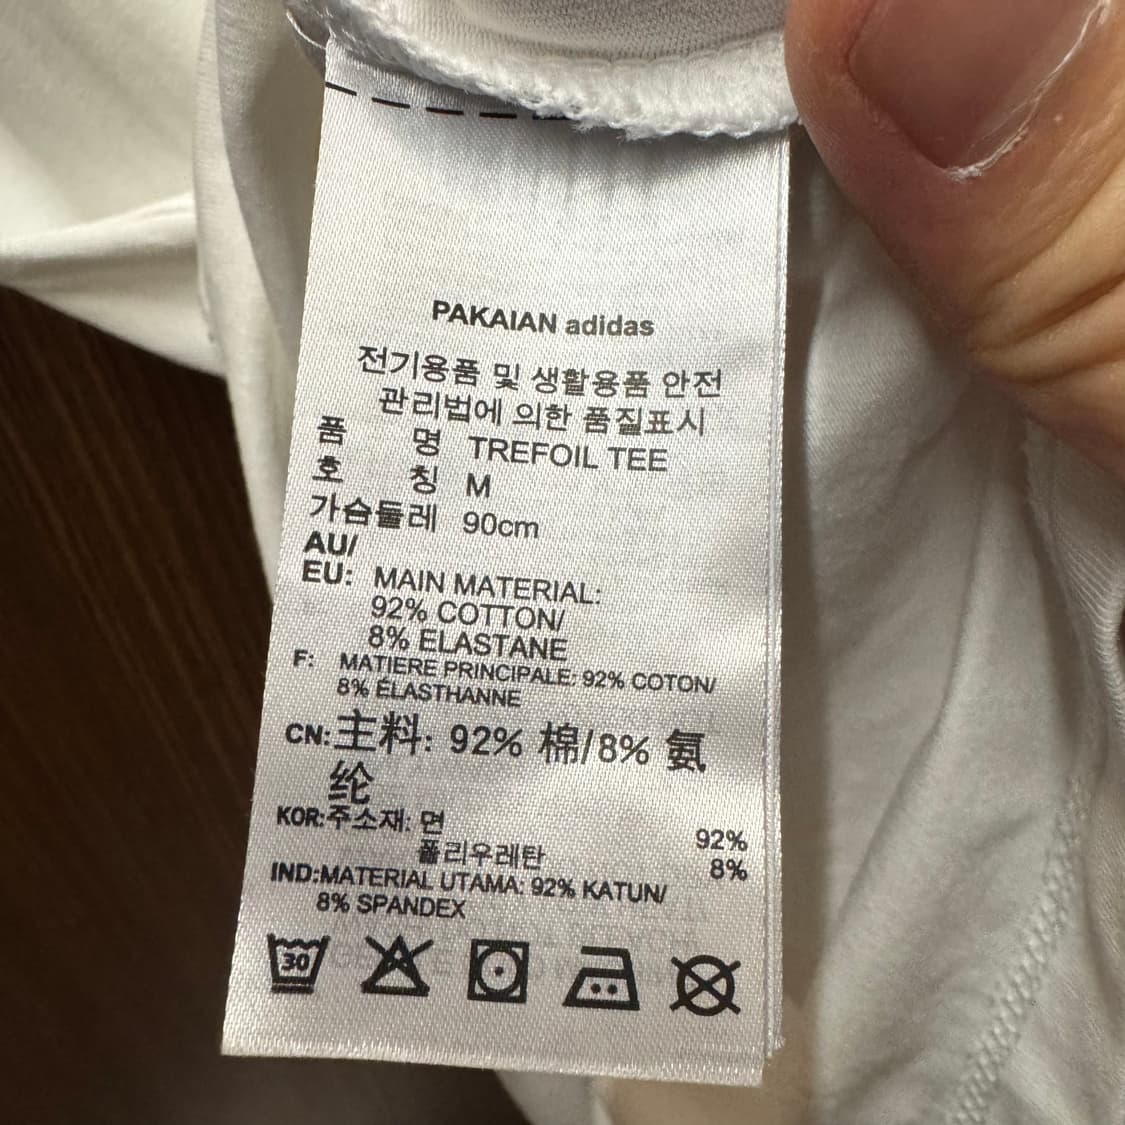 PAKAIAN adidas
전기용품 및 생활용품 안전
관리법에 의한 품질표시
품 명 TREFOIL TEE
호 칭 M
가슴둘레 90cm
AU/
EU: MAIN MATERIAL:
92% COTTON/
8% ELASTANE
F: MATIERE PRINCIPALE: 92% COTON/
8% ÉLASTHANNE
CN: 主料: 92% 棉/8% 氨
纶
KOR:주소재: 면 92%
폴리우레탄 8%
IND:MATERIAL UTAMA: 92% KATUN/
8% SPANDEX
30